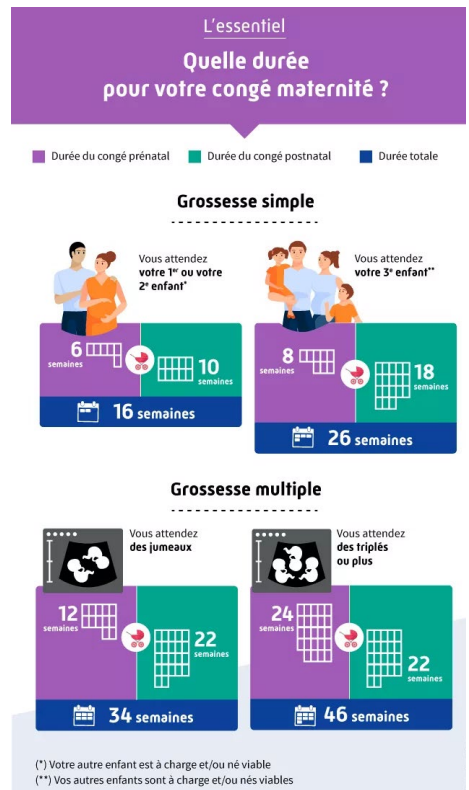 L'essentiel
Quelle durée
pour votre congé maternité ?
Durée du congé prénatal
Durée du congé postnatal
Durée totale
Grossesse simple
Vous attendez
votre 1er ou votre
2e enfant*
6
semaines
10
semaines
16 semaines
Vous attendez
votre 3e enfant**
8
semaines
18
semaines
26 semaines
Grossesse multiple
Vous attendez
des jumeaux
12
semaines
22
semaines
34 semaines
Vous attendez
des triplés
ou plus
24
semaines
22
semaines
46 semaines
(*) Votre autre enfant est à charge et/ou né viable
(**) Vos autres enfants sont à charge et/ou nés viables